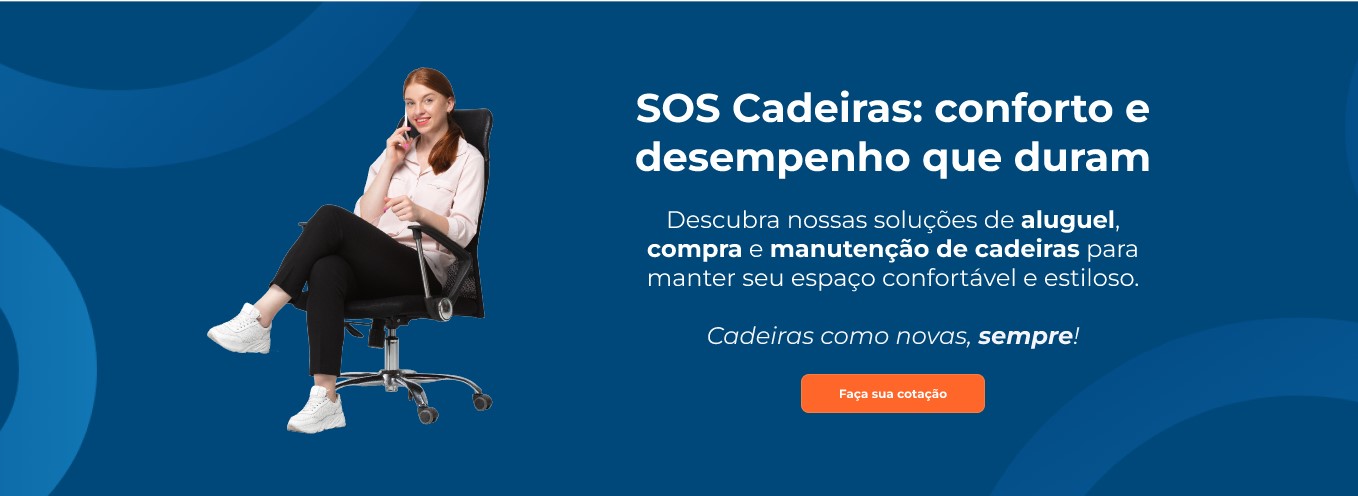 SOS Cadeiras: conforto e
desempenho que duram
Descubra nossas soluções de aluguel,
compra e manutenção de cadeiras para
manter seu espaço confortável e estiloso.
Cadeiras como novas, sempre!
Faça sua cotação